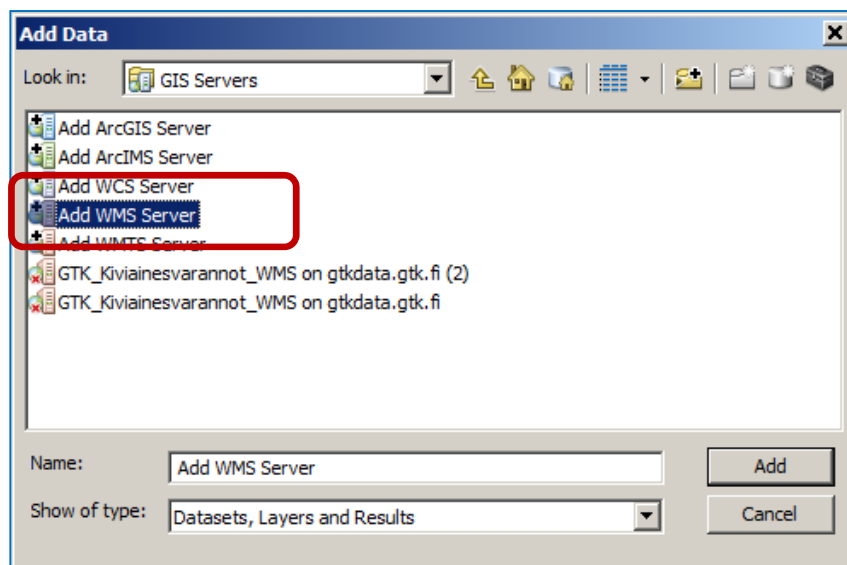 Add Data
Look in: GIS Servers
Add ArcGIS Server
Add ArcIMS Server
Add WCS Server
Add WMS Server
Add WMTS Server
GTK_Kiviainesvarannot_WMS on gtkdata.gtk.fi (2)
GTK_Kiviainesvarannot_WMS on gtkdata.gtk.fi
Name: Add WMS Server Add
Show of type: Datasets, Layers and Results Cancel